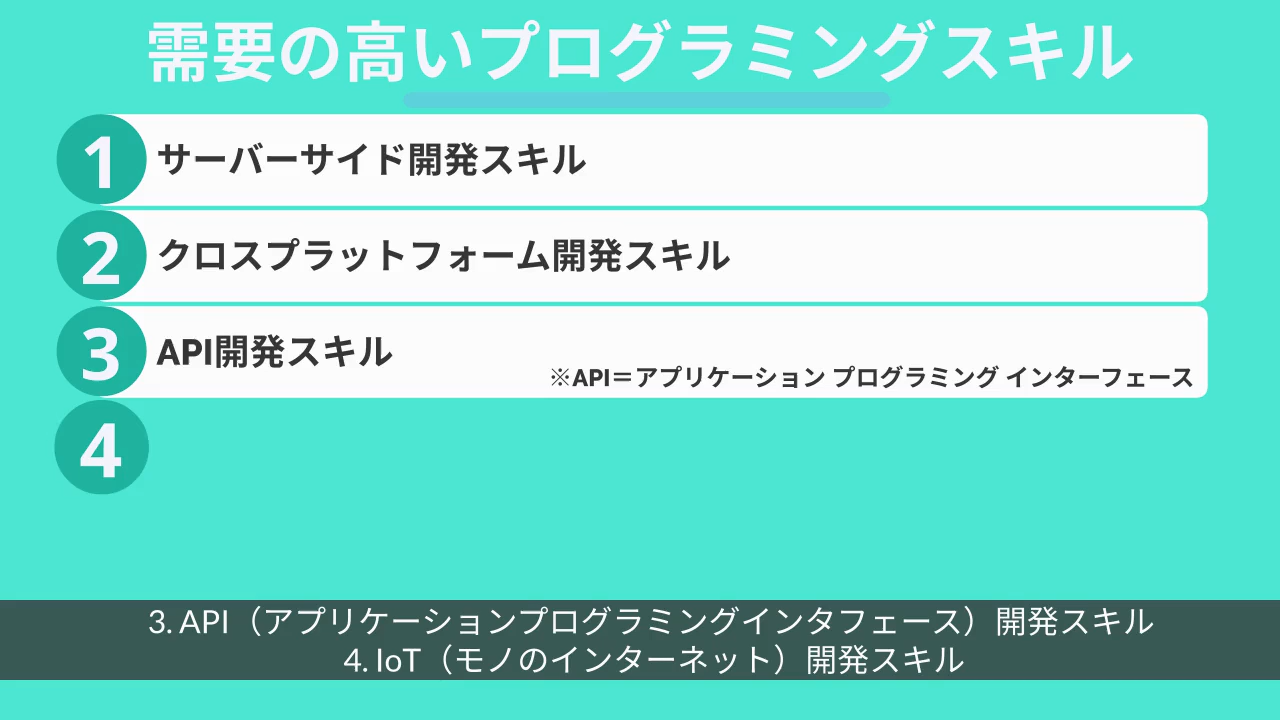 需要の高いプログラミングスキル
1 サーバーサイド開発スキル
2 クロスプラットフォーム開発スキル
3 API開発スキル
※API＝アプリケーション プログラミング インターフェース
4
3. API（アプリケーションプログラミングインタフェース）開発スキル
4. IoT（モノのインターネット）開発スキル